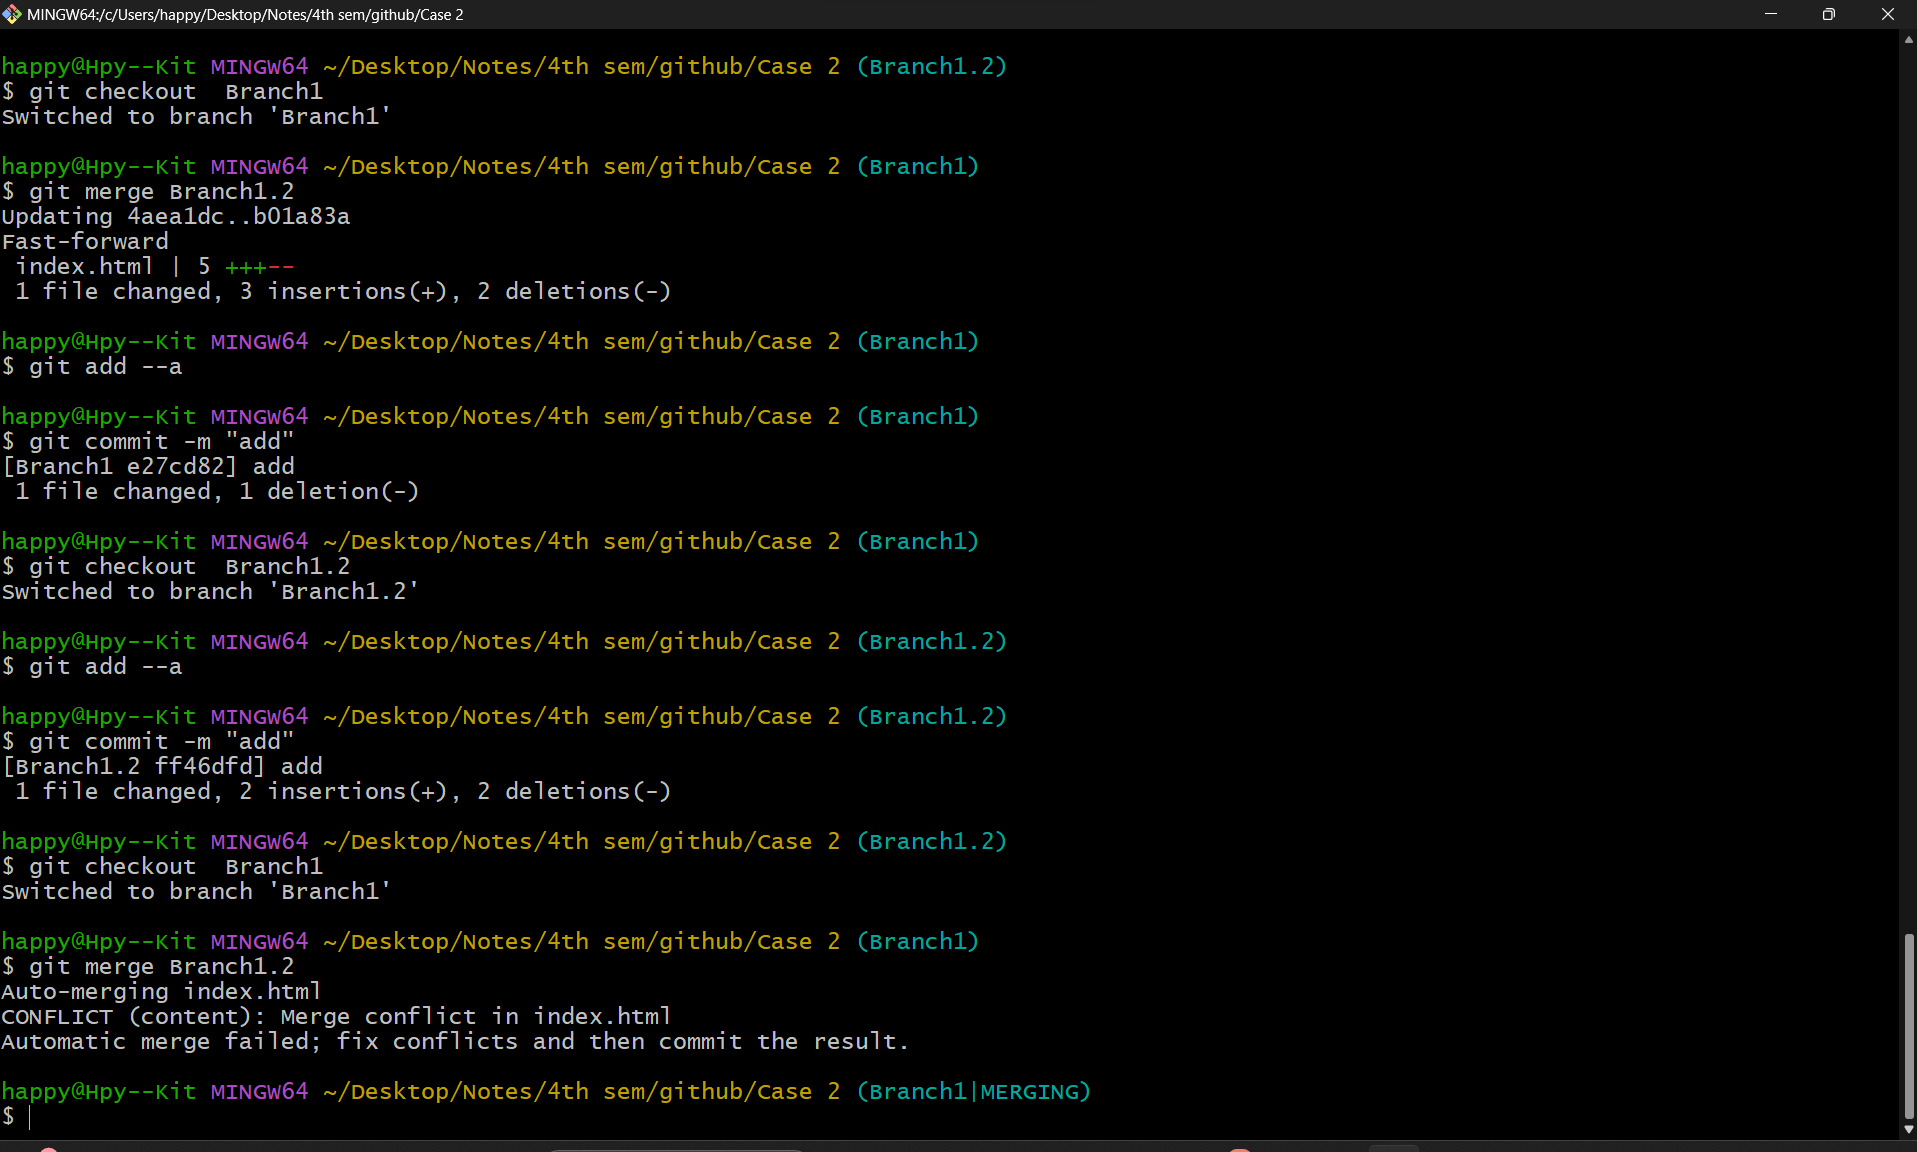 MINGW64:/c/Users/happy/Desktop/Notes/4th sem/github/Case 2
happy@Hpy--Kit MINGW64 ~/Desktop/Notes/4th sem/github/Case 2 (Branch1.2)
$ git checkout  Branch1
Switched to branch 'Branch1'
happy@Hpy--Kit MINGW64 ~/Desktop/Notes/4th sem/github/Case 2 (Branch1)
$ git merge Branch1.2
Updating 4aea1dc..b01a83a
Fast-forward
 index.html | 5 +++--
 1 file changed, 3 insertions(+), 2 deletions(-)
happy@Hpy--Kit MINGW64 ~/Desktop/Notes/4th sem/github/Case 2 (Branch1)
$ git add --a
happy@Hpy--Kit MINGW64 ~/Desktop/Notes/4th sem/github/Case 2 (Branch1)
$ git commit -m "add"
[Branch1 e27cd82] add
 1 file changed, 1 deletion(-)
happy@Hpy--Kit MINGW64 ~/Desktop/Notes/4th sem/github/Case 2 (Branch1)
$ git checkout  Branch1.2
Switched to branch 'Branch1.2'
happy@Hpy--Kit MINGW64 ~/Desktop/Notes/4th sem/github/Case 2 (Branch1.2)
$ git add --a
happy@Hpy--Kit MINGW64 ~/Desktop/Notes/4th sem/github/Case 2 (Branch1.2)
$ git commit -m "add"
[Branch1.2 ff46dfd] add
 1 file changed, 2 insertions(+), 2 deletions(-)
happy@Hpy--Kit MINGW64 ~/Desktop/Notes/4th sem/github/Case 2 (Branch1.2)
$ git checkout  Branch1
Switched to branch 'Branch1'
happy@Hpy--Kit MINGW64 ~/Desktop/Notes/4th sem/github/Case 2 (Branch1)
$ git merge Branch1.2
Auto-merging index.html
CONFLICT (content): Merge conflict in index.html
Automatic merge failed; fix conflicts and then commit the result.
happy@Hpy--Kit MINGW64 ~/Desktop/Notes/4th sem/github/Case 2 (Branch1|MERGING)
$